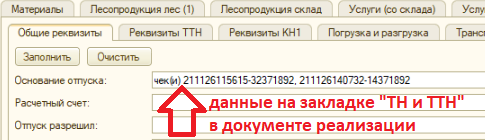 Материалы Лесопродукция лес (1) Лесопродукция склад Услуги (со склада)
Общие реквизиты Реквизиты ТТН Реквизиты КН1 Погрузка и разгрузка
Заполнить Очистить
Основание отпуска: чек(и) 211126115615-32371892, 211126140732-14371892
Расчетный счет: данные на закладке "ТН и ТТН"
Отпуск разрешил: в документе реализации